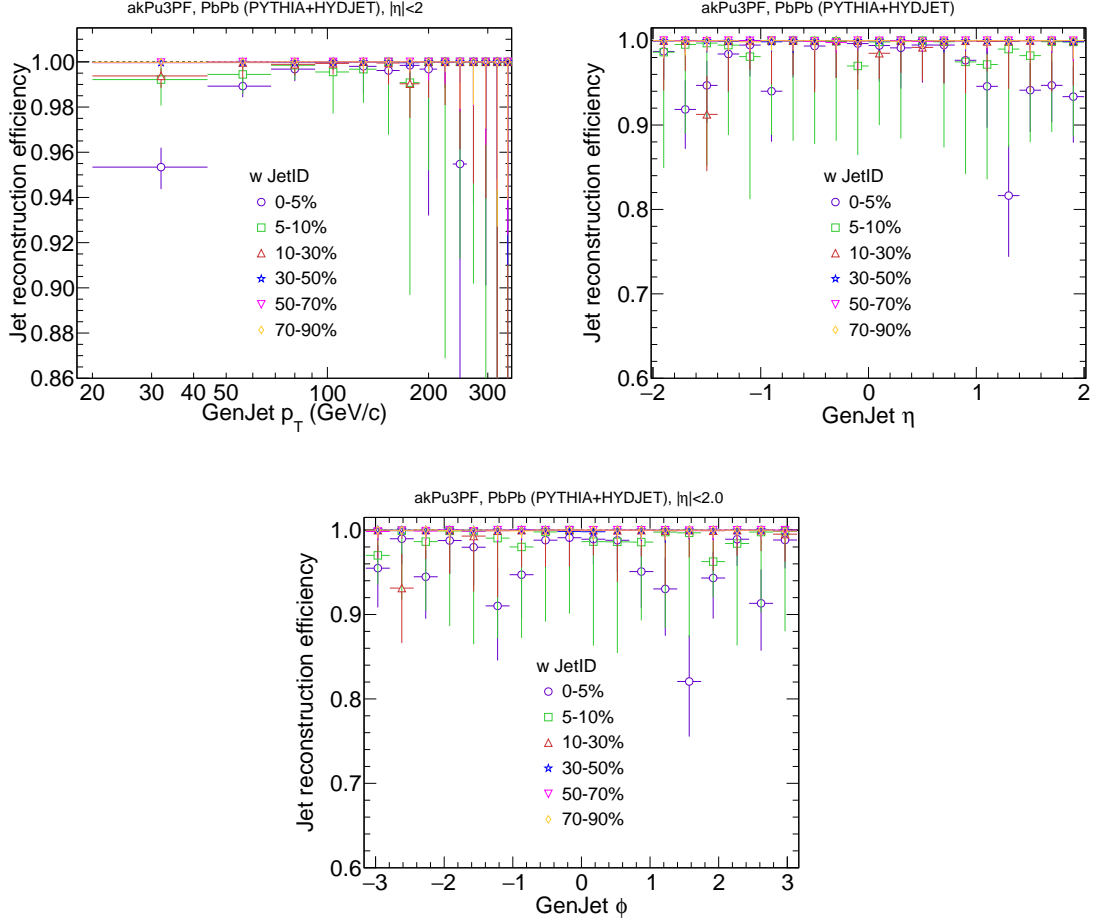 akPu3PF, PbPb (PYTHIA+HYDJET), |η|<2
Jet reconstruction efficiency
1.00
0.98
0.96
0.94
0.92
0.90
0.88
0.86
w JetID
0-5%
5-10%
10-30%
30-50%
50-70%
70-90%
20 30 40 50 100 200 300
GenJet p_T (GeV/c)
akPu3PF, PbPb (PYTHIA+HYDJET)
Jet reconstruction efficiency
1.0
0.9
0.8
0.7
0.6
w JetID
0-5%
5-10%
10-30%
30-50%
50-70%
70-90%
−2 −1 0 1 2
GenJet η
akPu3PF, PbPb (PYTHIA+HYDJET), |η|<2.0
Jet reconstruction efficiency
1.0
0.9
0.8
0.7
0.6
w JetID
0-5%
5-10%
10-30%
30-50%
50-70%
70-90%
−3 −2 −1 0 1 2 3
GenJet ϕ